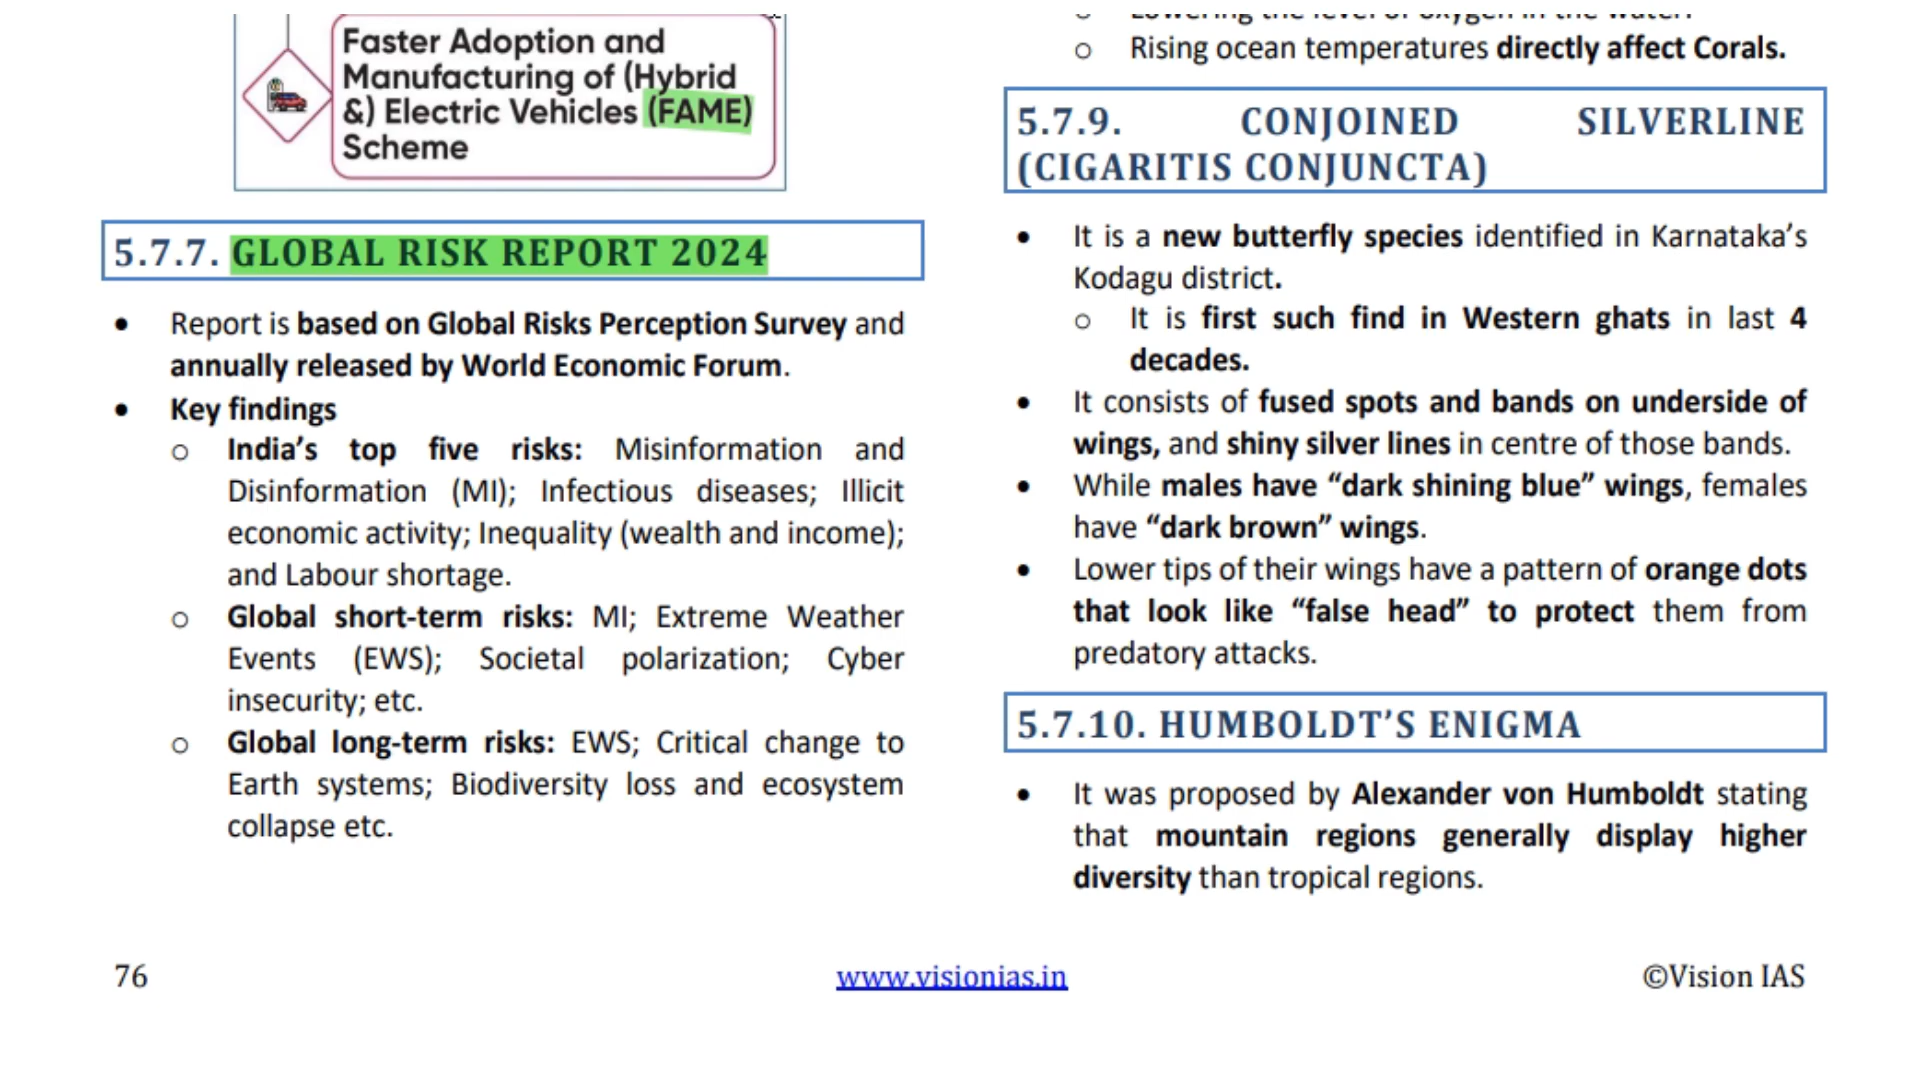 Faster Adoption and
Manufacturing of (Hybrid
&) Electric Vehicles (FAME)
Scheme
5.7.7. GLOBAL RISK REPORT 2024
• Report is based on Global Risks Perception Survey and
annually released by World Economic Forum.
• Key findings
o India’s top five risks: Misinformation and
Disinformation (MI); Infectious diseases; Illicit
economic activity; Inequality (wealth and income);
and Labour shortage.
o Global short-term risks: MI; Extreme Weather
Events (EWS); Societal polarization; Cyber
insecurity; etc.
o Global long-term risks: EWS; Critical change to
Earth systems; Biodiversity loss and ecosystem
collapse etc.
o Lowering the level of oxygen in the water.
o Rising ocean temperatures directly affect Corals.
5.7.9. CONJOINED SILVERLINE
(CIGARITIS CONJUNCTA)
• It is a new butterfly species identified in Karnataka’s
Kodagu district.
o It is first such find in Western ghats in last 4
decades.
• It consists of fused spots and bands on underside of
wings, and shiny silver lines in centre of those bands.
• While males have “dark shining blue” wings, females
have “dark brown” wings.
• Lower tips of their wings have a pattern of orange dots
that look like “false head” to protect them from
predatory attacks.
5.7.10. HUMBOLDT’S ENIGMA
• It was proposed by Alexander von Humboldt stating
that mountain regions generally display higher
diversity than tropical regions.
76
www.visionias.in
©Vision IAS